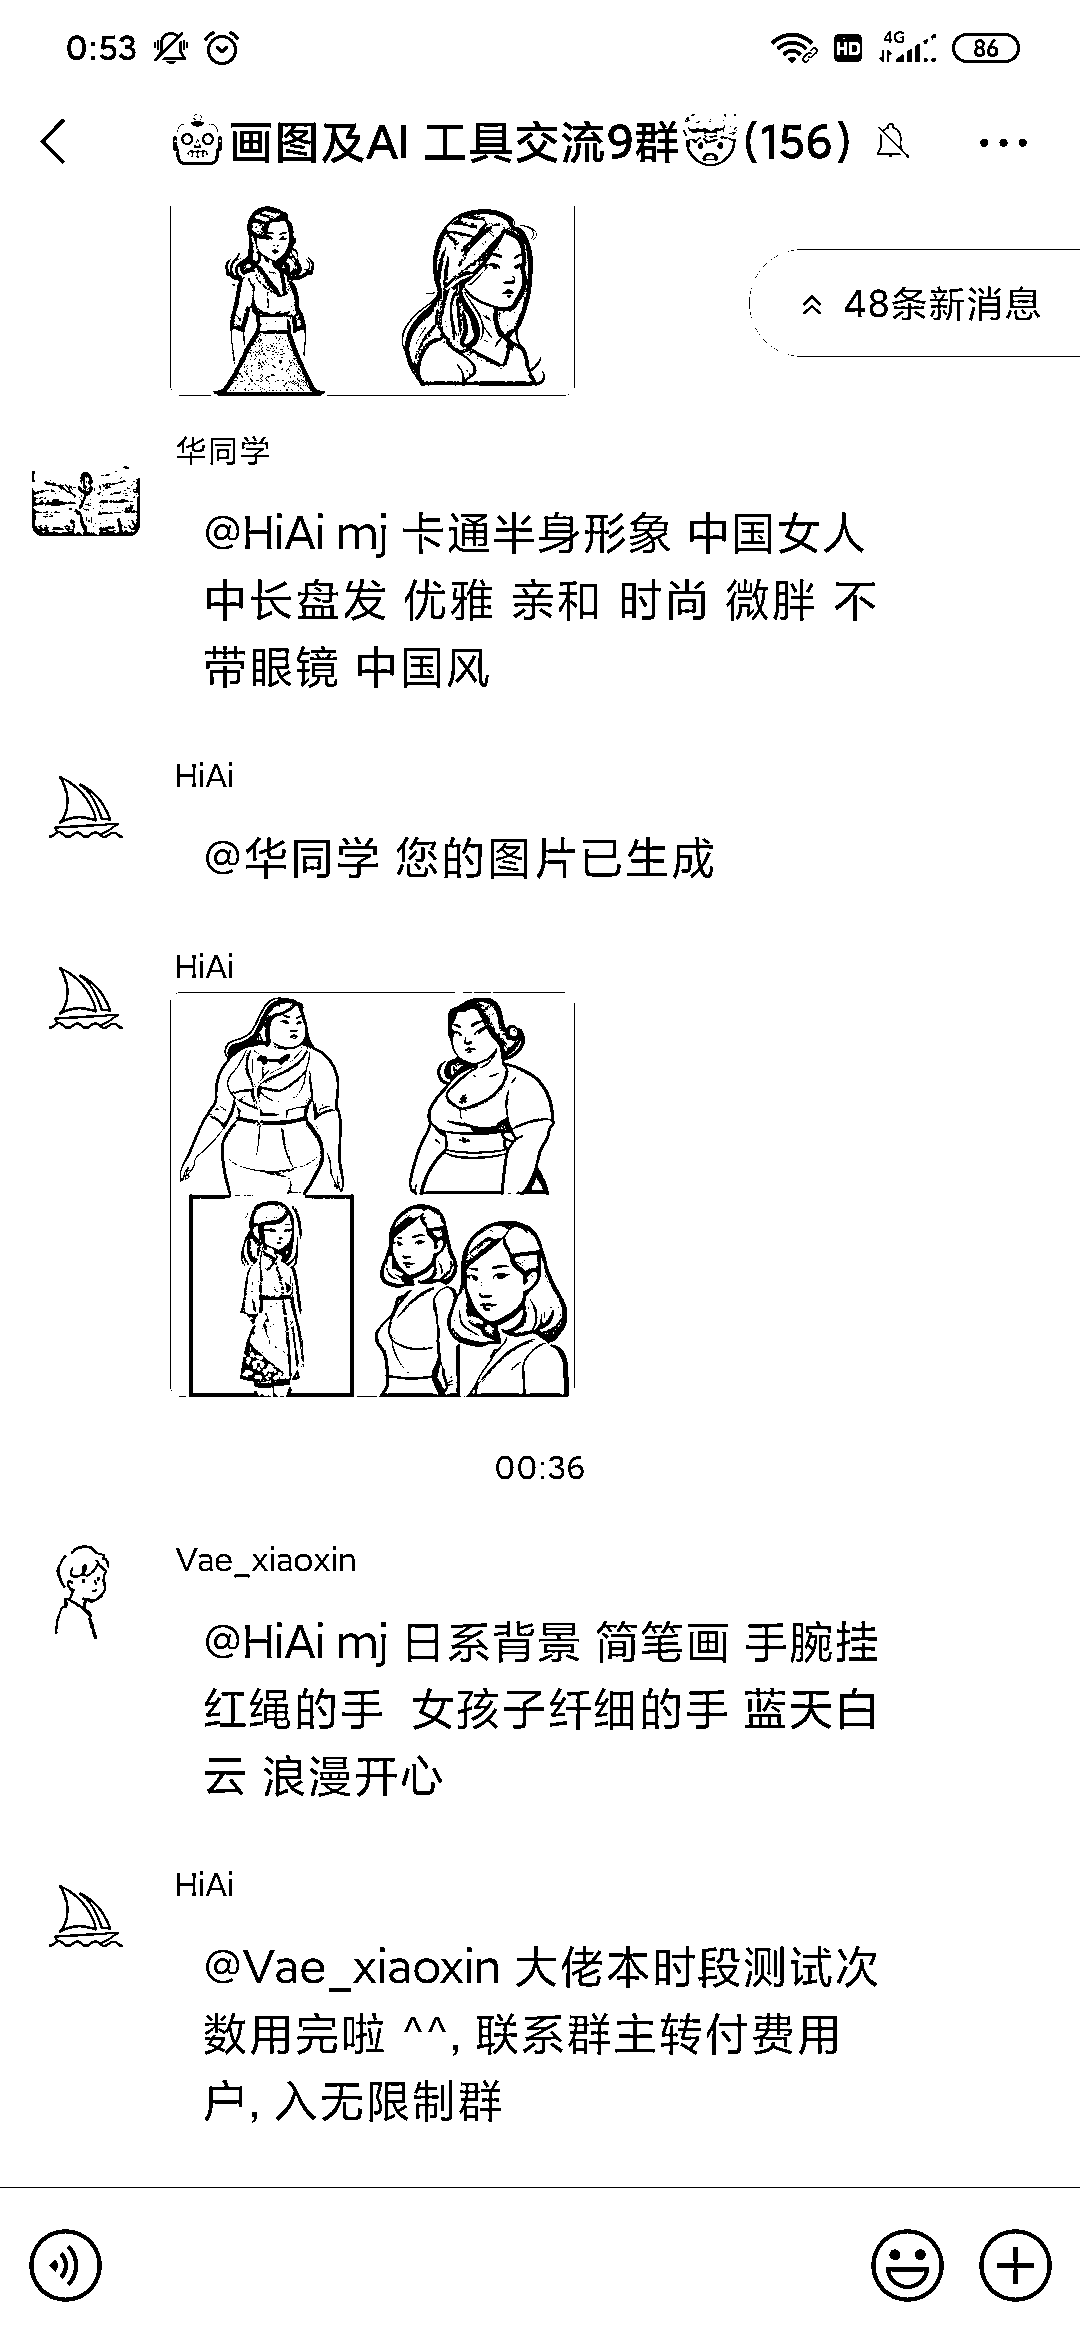 0:53 HD 4G 86
画图及AI 工具交流9群(156)
48条新消息
华同学
@HiAi mj 卡通半身形象 中国女人
中长盘发 优雅 亲和 时尚 微胖 不
带眼镜 中国风
HiAi
@华同学 您的图片已生成
HiAi
00:36
Vae_xiaoxin
@HiAi mj 日系背景 简笔画 手腕挂
红绳的手 女孩子纤细的手 蓝天白
云 浪漫开心
HiAi
@Vae_xiaoxin 大佬本时段测试次
数用完啦 ^^, 联系群主转付费用
户, 入无限制群